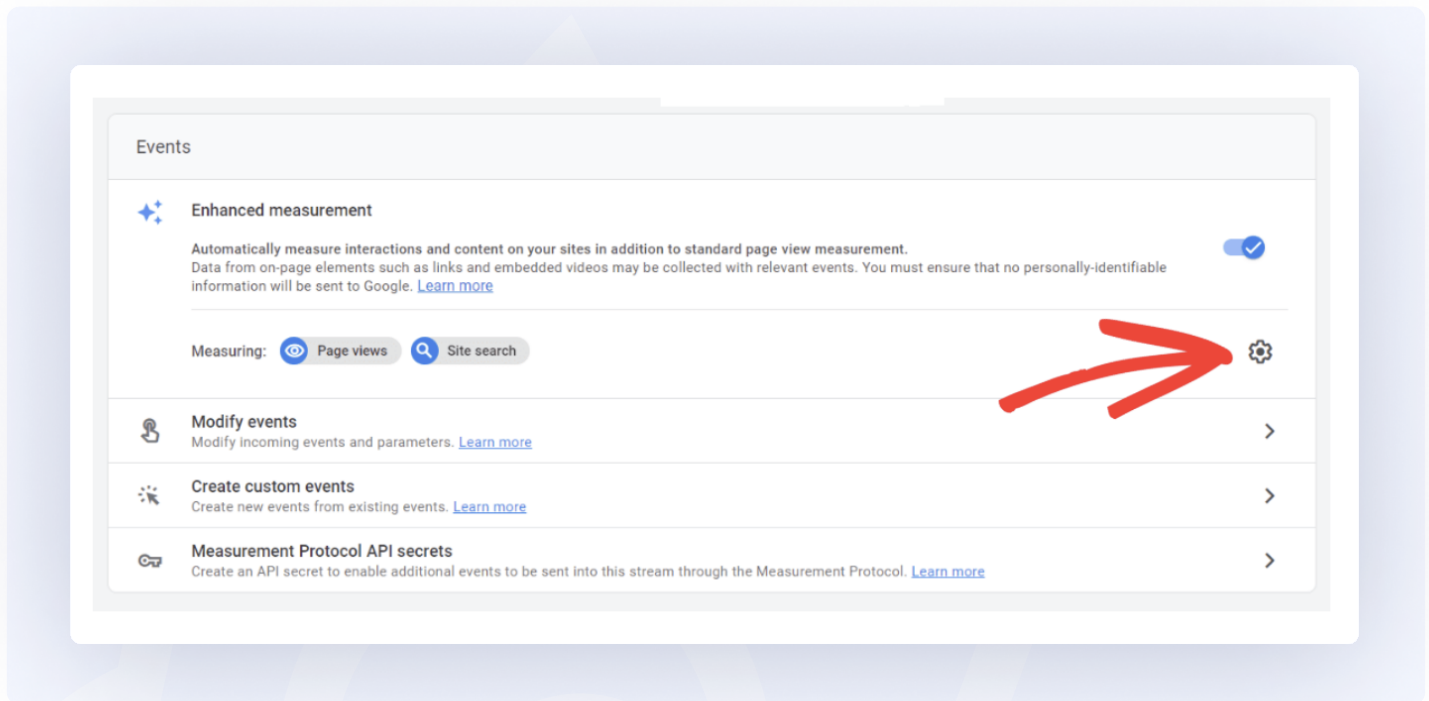 Events
Enhanced measurement
Automatically measure interactions and content on your sites in addition to standard page view measurement.
Data from on-page elements such as links and embedded videos may be collected with relevant events. You must ensure that no personally-identifiable
information will be sent to Google. Learn more
Measuring: Page views Site search
Modify events
Modify incoming events and parameters. Learn more
Create custom events
Create new events from existing events. Learn more
Measurement Protocol API secrets
Create an API secret to enable additional events to be sent into this stream through the Measurement Protocol. Learn more